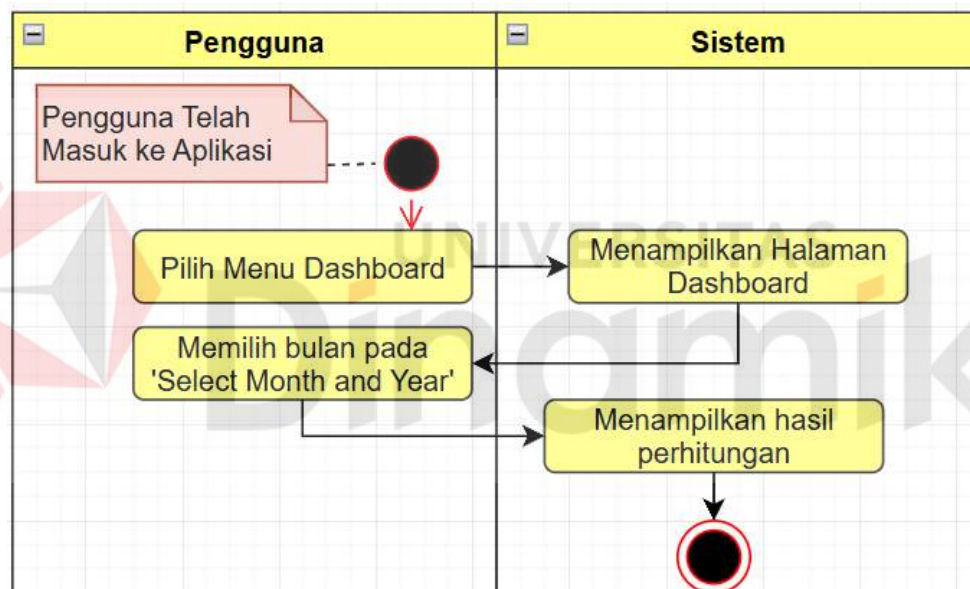 Pengguna
Sistem
Pengguna Telah
Masuk ke Aplikasi
UNIVERSITAS
Dinamik
Pilih Menu Dashboard
Menampilkan Halaman
Dashboard
Memilih bulan pada
'Select Month and Year'
Menampilkan hasil
perhitungan